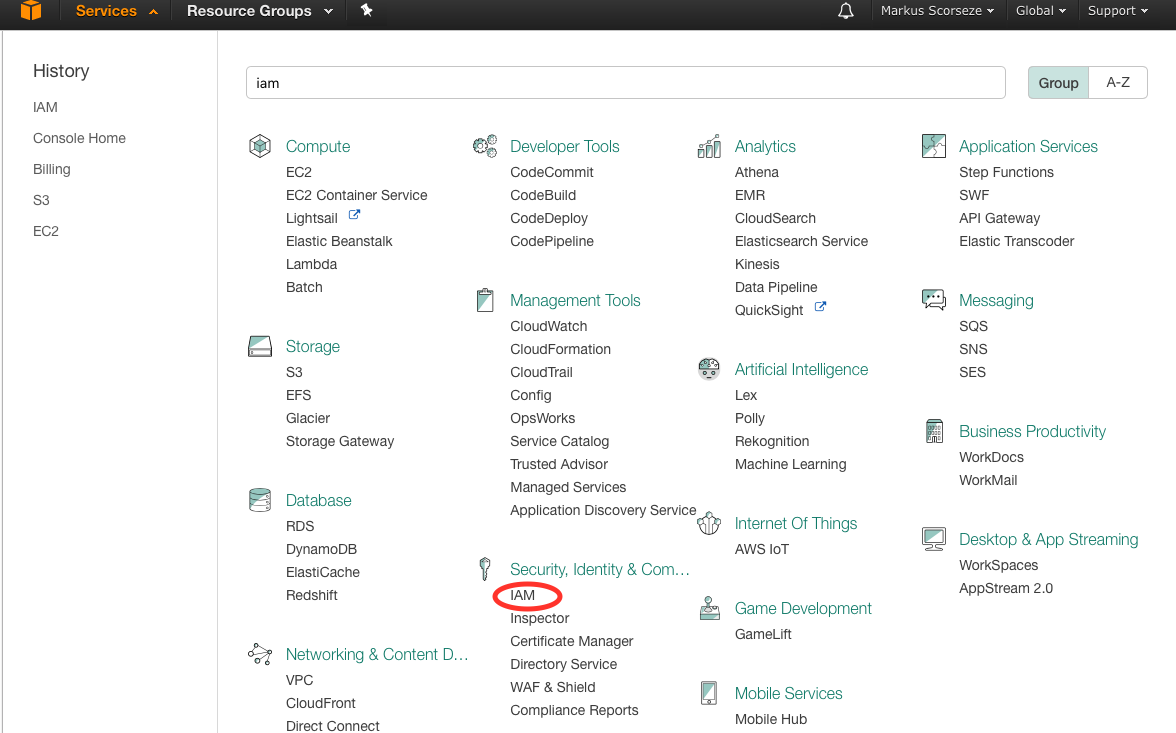 Services
Resource Groups
Markus Scorseze
Global
Support
History
IAM
Console Home
Billing
S3
EC2
iam
Group
A-Z
Compute
EC2
EC2 Container Service
Lightsail
Elastic Beanstalk
Lambda
Batch
Storage
S3
EFS
Glacier
Storage Gateway
Database
RDS
DynamoDB
ElastiCache
Redshift
Networking & Content D...
VPC
CloudFront
Direct Connect
Developer Tools
CodeCommit
CodeBuild
CodeDeploy
CodePipeline
Management Tools
CloudWatch
CloudFormation
CloudTrail
Config
OpsWorks
Service Catalog
Trusted Advisor
Managed Services
Application Discovery Service
Security, Identity & Com...
IAM
Inspector
Certificate Manager
Directory Service
WAF & Shield
Compliance Reports
Analytics
Athena
EMR
CloudSearch
Elasticsearch Service
Kinesis
Data Pipeline
QuickSight
Artificial Intelligence
Lex
Polly
Rekognition
Machine Learning
Internet Of Things
AWS IoT
Game Development
GameLift
Mobile Services
Mobile Hub
Application Services
Step Functions
SWF
API Gateway
Elastic Transcoder
Messaging
SQS
SNS
SES
Business Productivity
WorkDocs
WorkMail
Desktop & App Streaming
WorkSpaces
AppStream 2.0